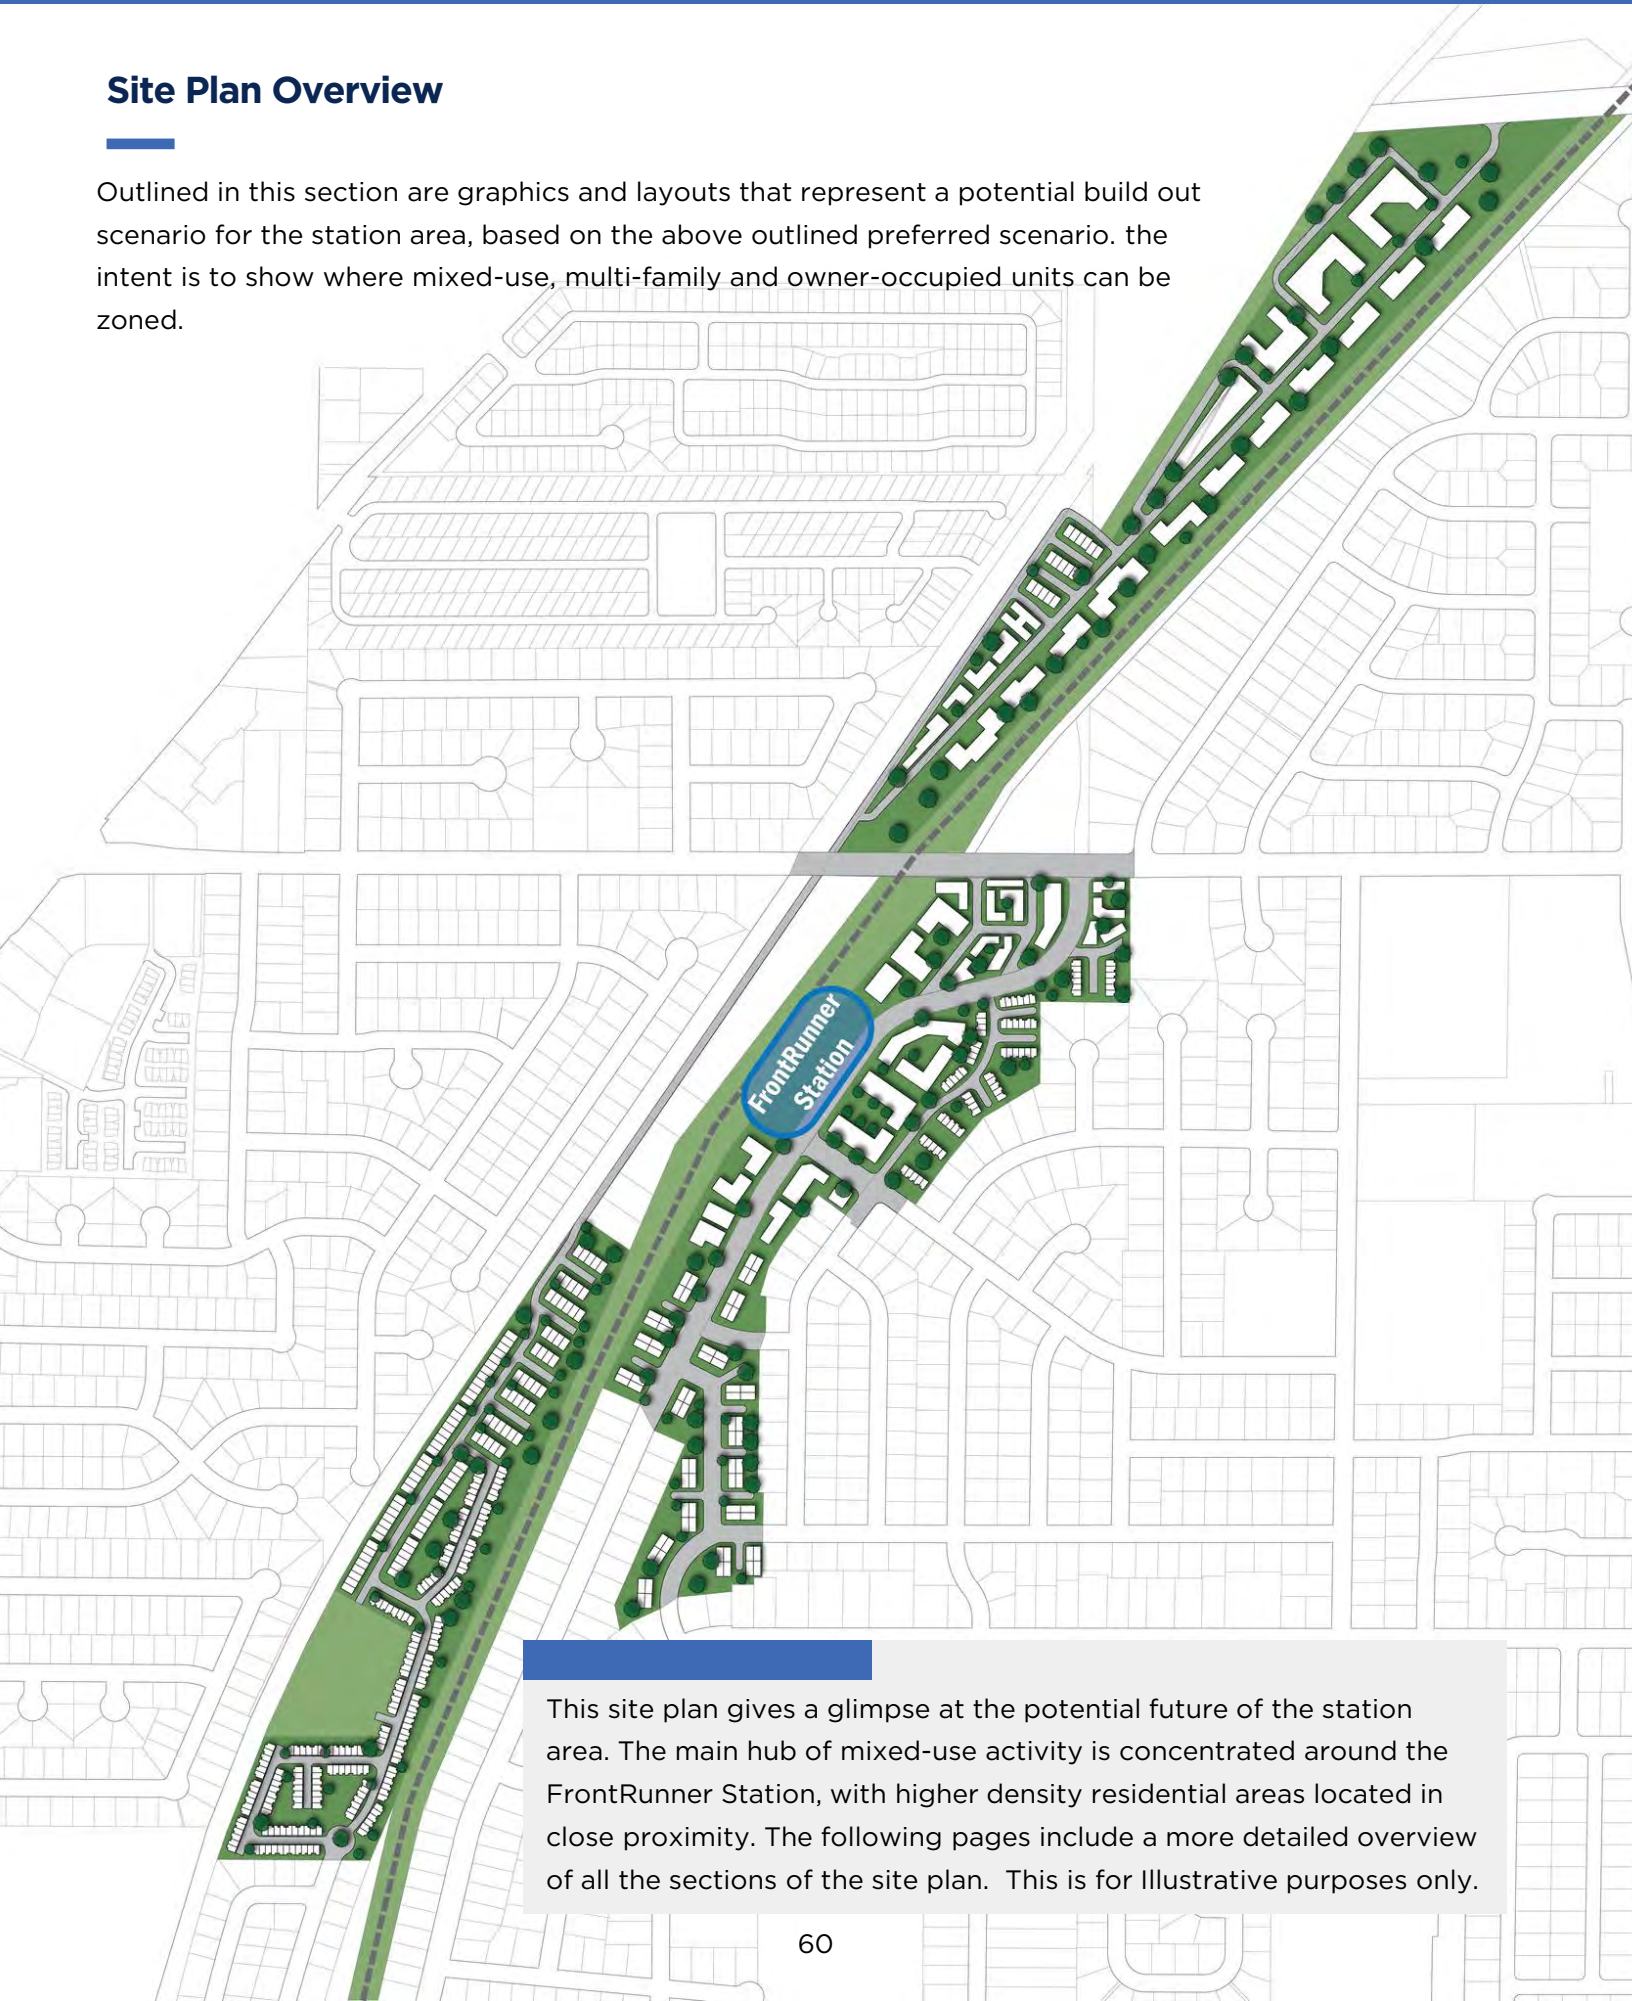 Site Plan Overview
Outlined in this section are graphics and layouts that represent a potential build out
scenario for the station area, based on the above outlined preferred scenario. the
intent is to show where mixed-use, multi-family and owner-occupied units can be
zoned.
FrontRunner
Station
This site plan gives a glimpse at the potential future of the station
area. The main hub of mixed-use activity is concentrated around the
FrontRunner Station, with higher density residential areas located in
close proximity. The following pages include a more detailed overview
of all the sections of the site plan.  This is for Illustrative purposes only.
60